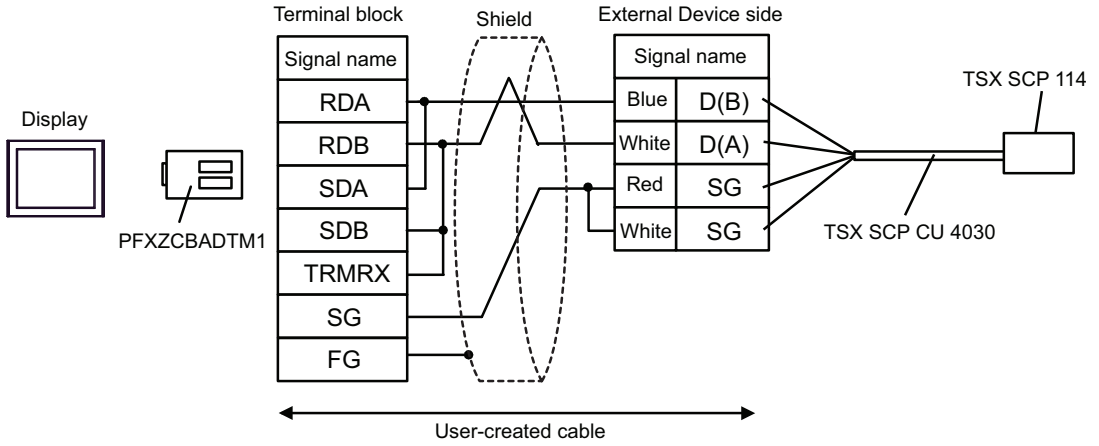 Terminal block
Shield
External Device side
Signal name
Signal name
TSX SCP 114
Display
RDA
Blue D(B)
RDB
White D(A)
SDA
Red SG
SDB
White SG
PFXZCBADTM1
TSX SCP CU 4030
TRMRX
SG
FG
User-created cable